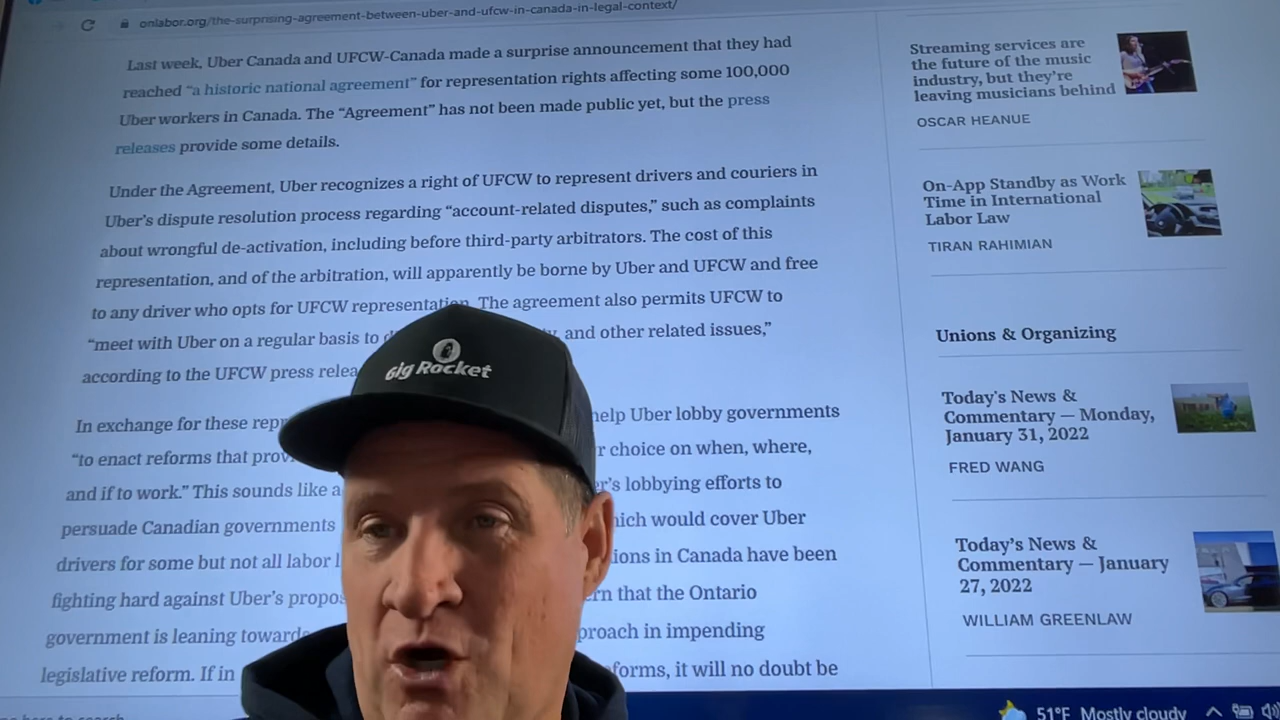 onlabor.org/the-surprising-agreement-between-uber-and-ufcw-in-canada-in-legal-context/
Last week, Uber Canada and UFCW-Canada made a surprise announcement that they had
reached “a historic national agreement” for representation rights affecting some 100,000
Uber workers in Canada. The “Agreement” has not been made public yet, but the press
releases provide some details.
Under the Agreement, Uber recognizes a right of UFCW to represent drivers and couriers in
Uber’s dispute resolution process regarding “account-related disputes,” such as complaints
about wrongful de-activation, including before third-party arbitrators. The cost of this
representation, and of the arbitration, will apparently be borne by Uber and UFCW and free
to any driver who opts for UFCW representation. The agreement also permits UFCW to
“meet with Uber on a regular basis to and other related issues,”
according to the UFCW press
In exchange for these help Uber lobby governments
“to enact reforms that choice on when, where,
and if to work.” This sounds like a lobbying efforts to
persuade Canadian governments which would cover Uber
drivers for some but not all labor in Canada have been
fighting hard against Uber’s that the Ontario
government is leaning towards approach in impending
legislative reform. If in reforms, it will no doubt be
Gig Rocket
Streaming services are
the future of the music
industry, but they’re
leaving musicians behind
OSCAR HEANUE
On-App Standby as Work
Time in International
Labor Law
TIRAN RAHIMIAN
Unions & Organizing
Today’s News &
Commentary — Monday,
January 31, 2022
FRED WANG
Today’s News &
Commentary — January
27, 2022
WILLIAM GREENLAW
here to search
51°F Mostly cloudy